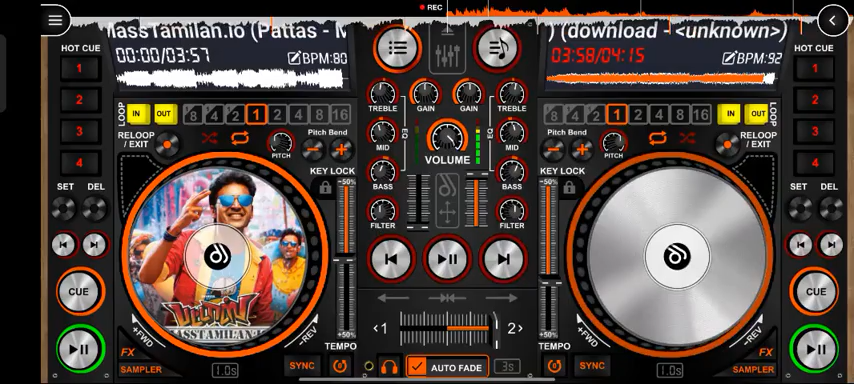 REC
MassTamilan.io (Pattas - M
) (download - <unknown>)
00:00/03:57
BPM:80
03:58/04:15
BPM:92
HOT CUE
1
2
3
4
SET
DEL
CUE
LOOP
IN
OUT
/8
/4
/2
1
2
4
8
16
RELOOP
/ EXIT
PITCH
Pitch Bend
KEY LOCK
-50%
+50%
TEMPO
+FWD
-REV
MASSTAMILAN
FX
SAMPLER
1.0s
SYNC
TREBLE
GAIN
GAIN
TREBLE
MID
EQ
VOLUME
EQ
MID
BASS
BASS
FILTER
FILTER
<1
2>
AUTO FADE
3s
/8
/4
/2
1
2
4
8
16
IN
OUT
LOOP
Pitch Bend
PITCH
RELOOP
/ EXIT
KEY LOCK
-50%
+50%
TEMPO
+FWD
-REV
SYNC
1.0s
FX
SAMPLER
HOT CUE
1
2
3
4
SET
DEL
CUE